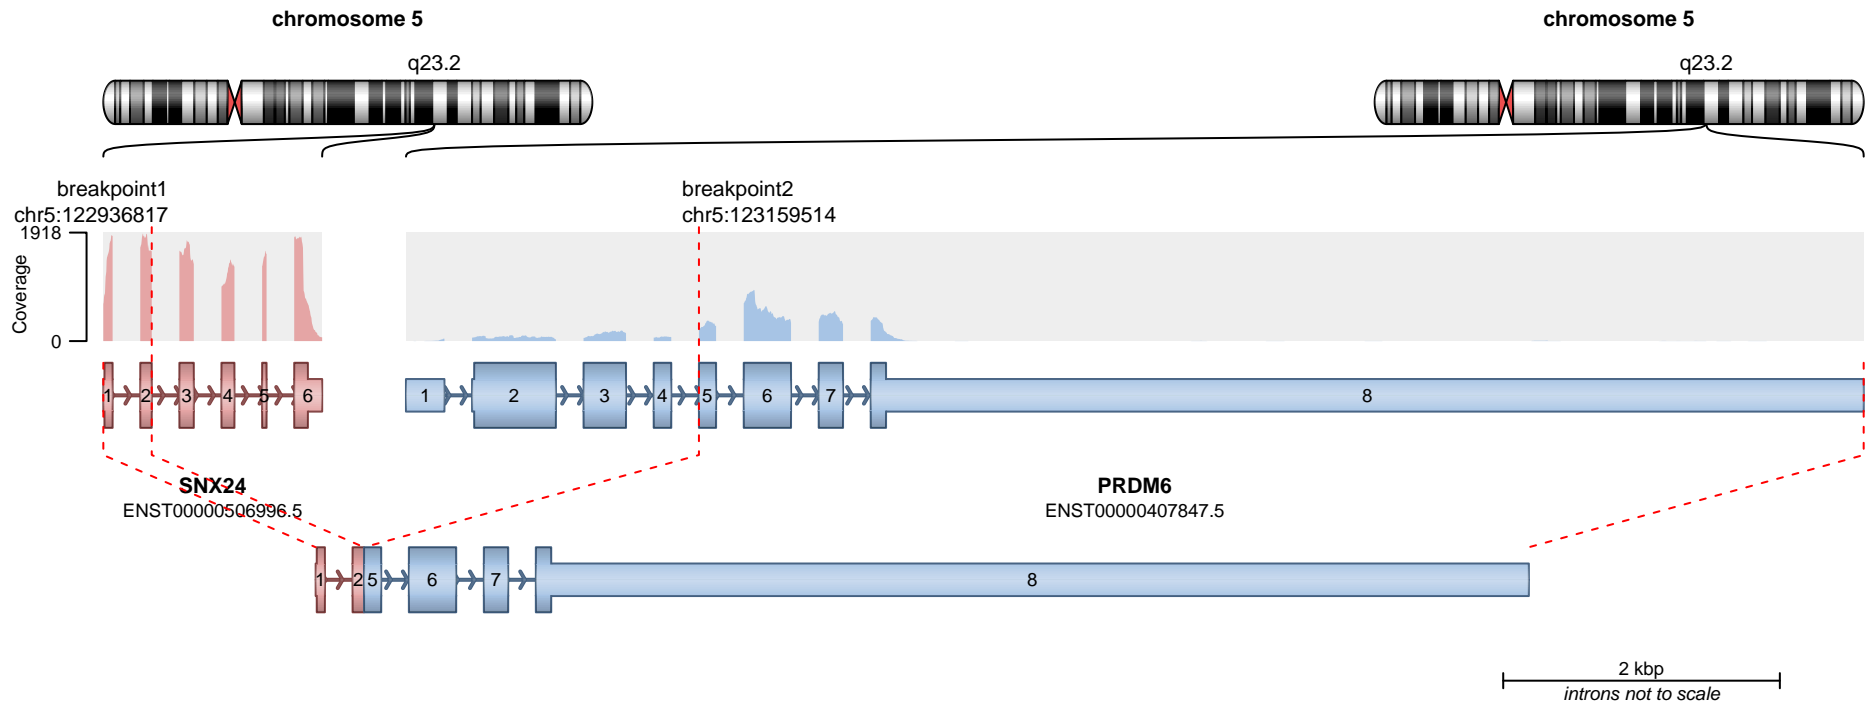 chromosome 5
chromosome 5
q23.2
q23.2
breakpoint1
chr5:122936817
breakpoint2
chr5:123159514
1918
Coverage
0
1 2 3 4 5 6
1 2 3 4 5 6 7 8
SNX24
ENST00000506996.5
PRDM6
ENST00000407847.5
1 2 5 6 7 8
2 kbp
introns not to scale